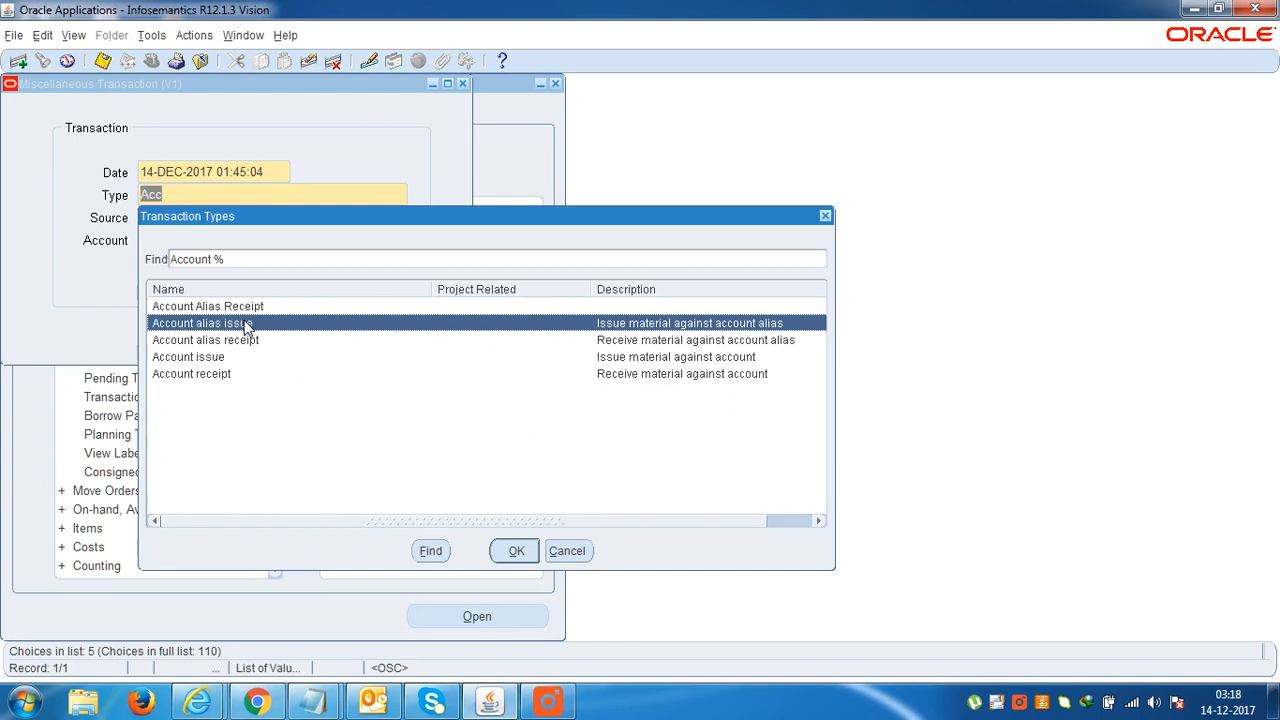 Oracle Applications - Infosemantics R12.1.3 Vision
File Edit View Folder Tools Actions Window Help
ORACLE
Miscellaneous Transaction (V1)
Transaction
Date 14-DEC-2017 01:45:04
Type Acc
Source
Account
Transaction Types
Find Account %
Name Project Related Description
Account Alias Receipt
Account alias issue Issue material against account alias
Account alias receipt Receive material against account alias
Account issue Issue material against account
Account receipt Receive material against account
Pending T
Transactio
Borrow Pa
Planning T
View Labe
Consigned
+ Move Orders
+ On-hand, Av
+ Items
+ Costs
+ Counting
Find OK Cancel
Open
Choices in list: 5 (Choices in full list: 110)
Record: 1/1 ... List of Valu... <OSC>
03:18
14-12-2017